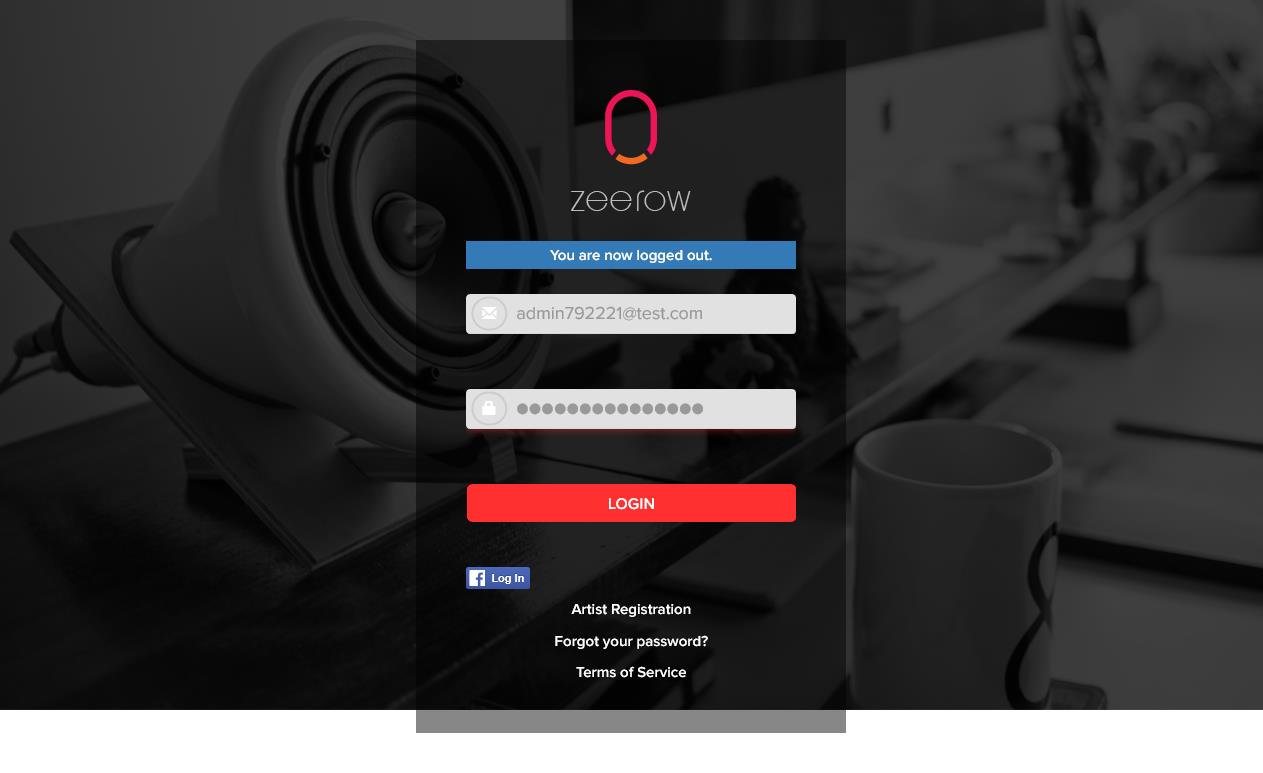 zeerow
You are now logged out.
admin792221@test.com
●●●●●●●●●●●●●●●
LOGIN
f Log In
Artist Registration
Forgot your password?
Terms of Service